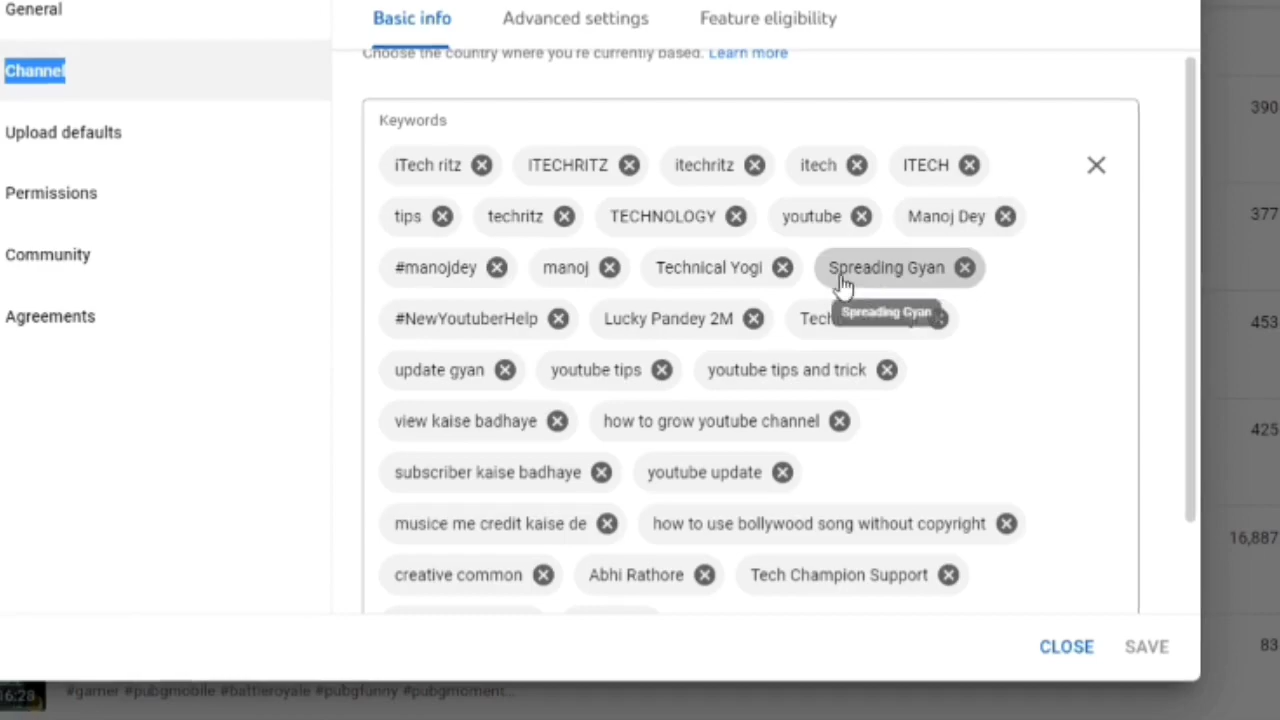 General
Basic info
Advanced settings
Feature eligibility
Choose the country where you're currently based. Learn more
Channel
390
Keywords
Upload defaults
iTech ritz
ITECHRITZ
itechritz
itech
ITECH
Permissions
tips
techritz
TECHNOLOGY
youtube
Manoj Dey
377
Community
#manojdey
manoj
Technical Yogi
Spreading Gyan
Spreading Gyan
Agreements
#NewYoutuberHelp
Lucky Pandey 2M
453
update gyan
youtube tips
youtube tips and trick
view kaise badhaye
how to grow youtube channel
425
subscriber kaise badhaye
youtube update
musice me credit kaise de
how to use bollywood song without copyright
16,887
creative common
Abhi Rathore
Tech Champion Support
CLOSE
SAVE
83
16:28
#gamer #pubgmobile #battleroyale #pubgfunny #pubgmoment...